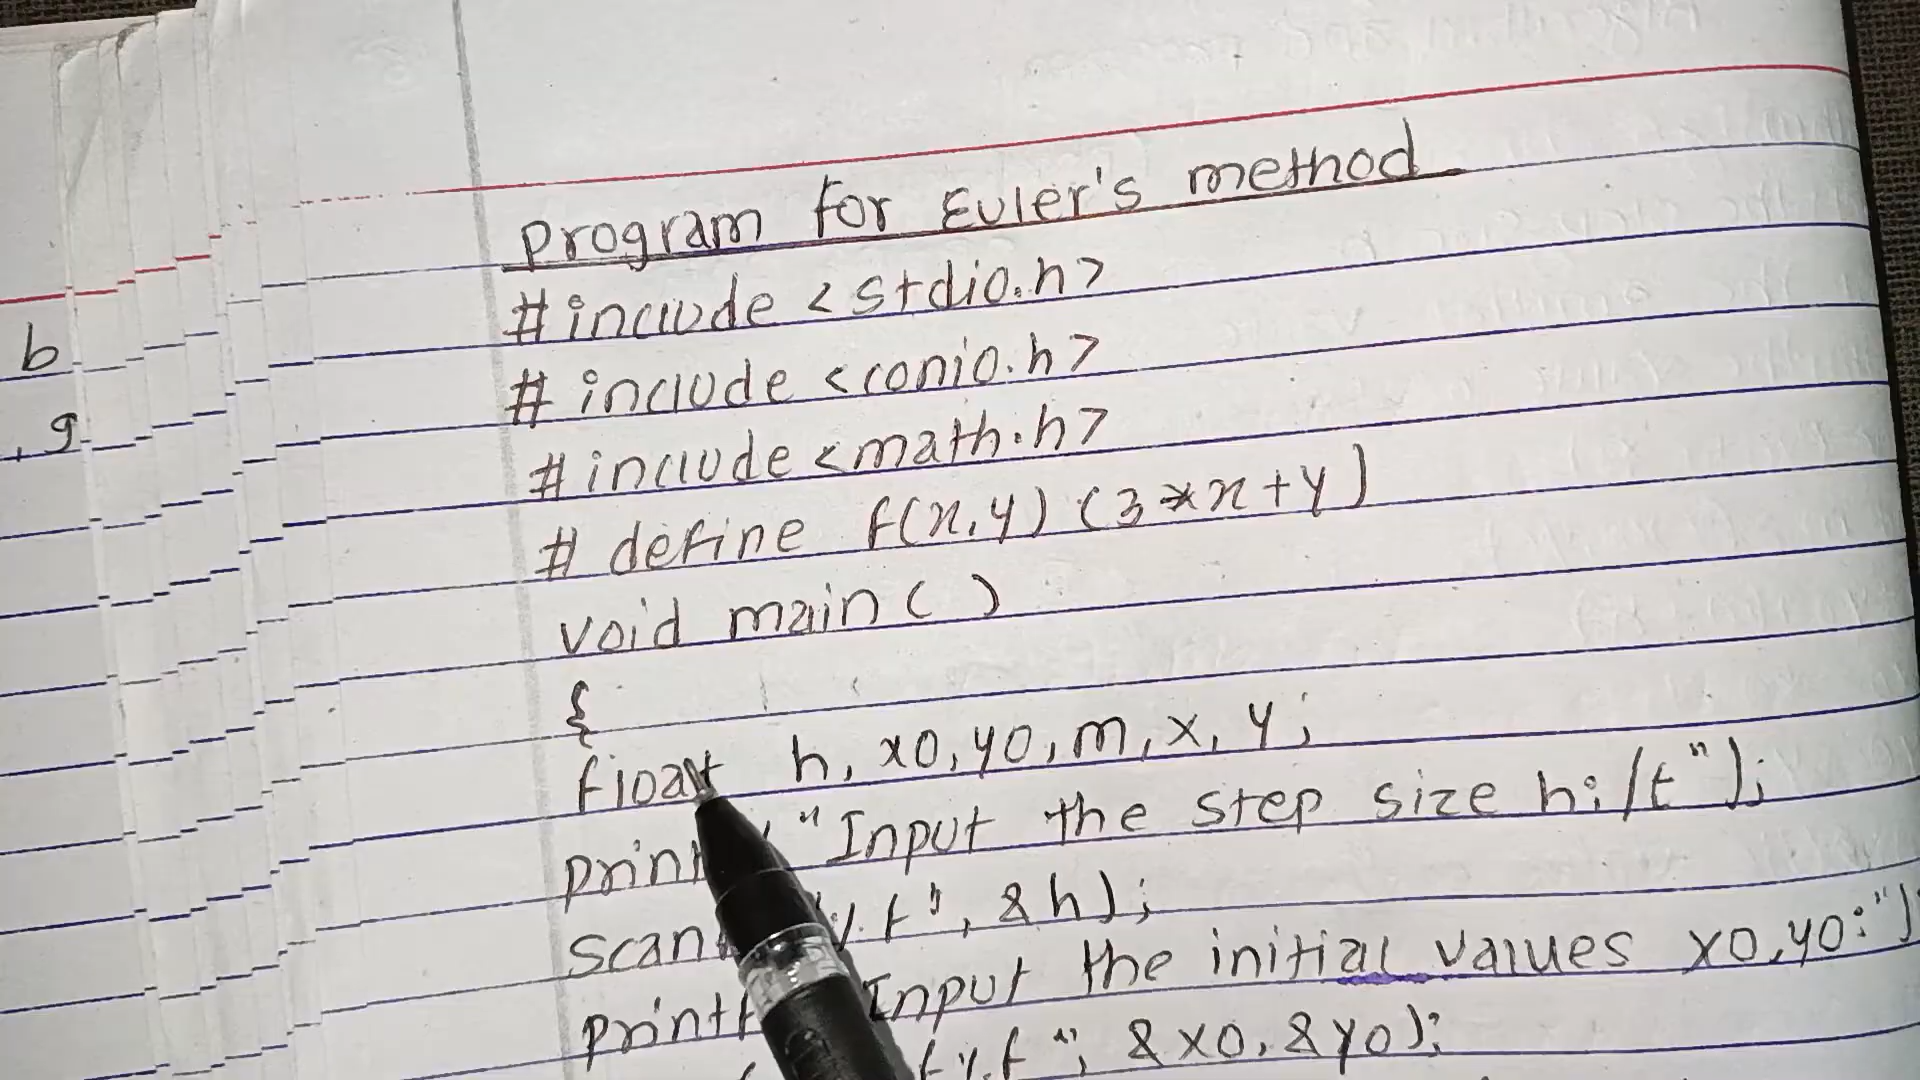 b
, g
Program for Euler's method
#include <stdio.h>
# include <conio.h>
#include <math.h>
# define f(x,y) (3*x+y)
void main( )
{
float h, x0, y0, m, x, y;
"Input the step size h:/t");
%f", &h);
Input the initial values x0,y0:")
%f", &x0, &y0);